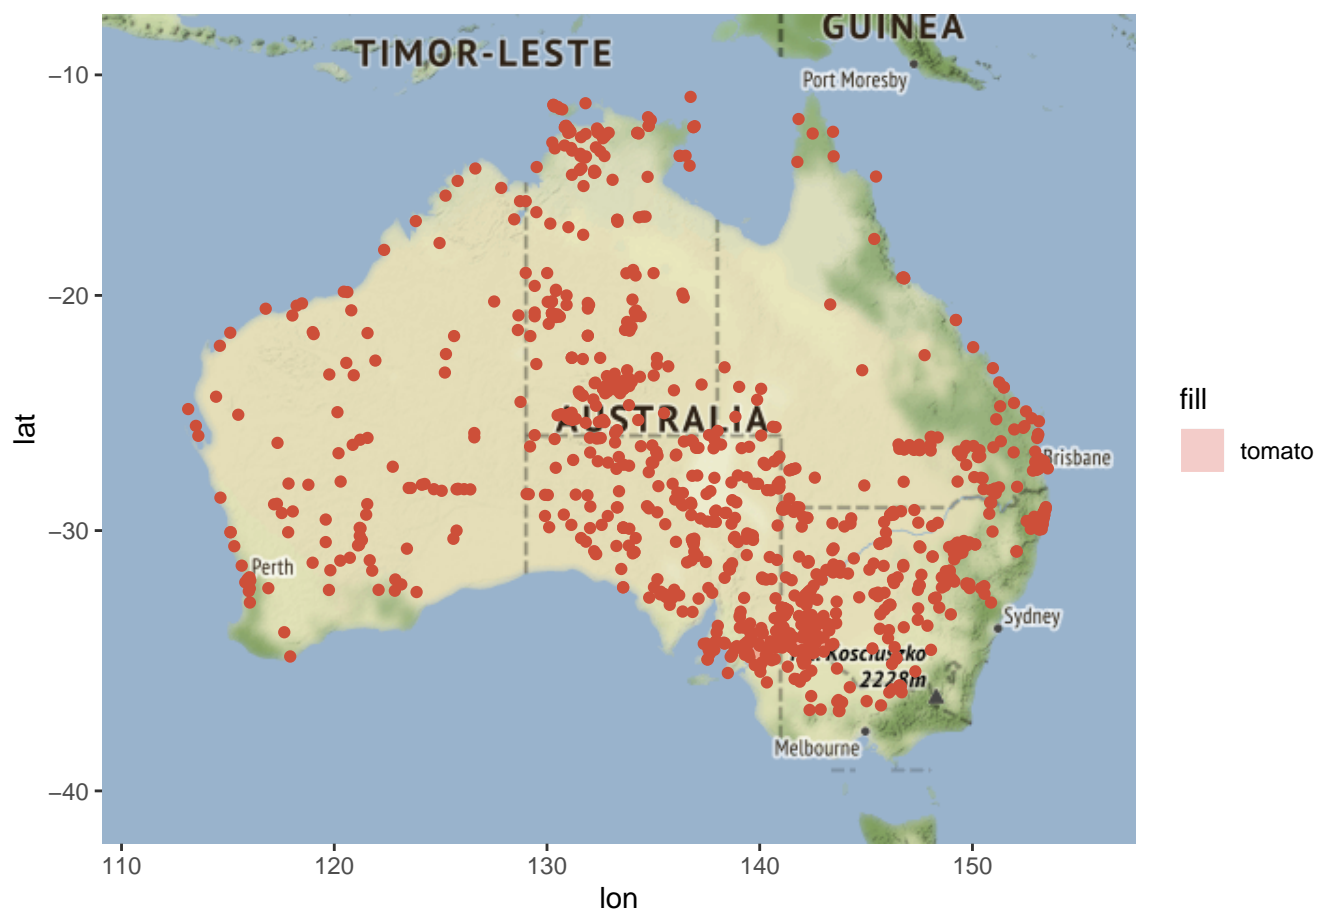 GUINEA
TIMOR-LESTE
Port Moresby
−10
−20
−30
−40
lat
AUSTRALIA
Brisbane
Perth
Sydney
Kosciuszko
2228m
Melbourne
110
120
130
140
150
lon
fill
tomato